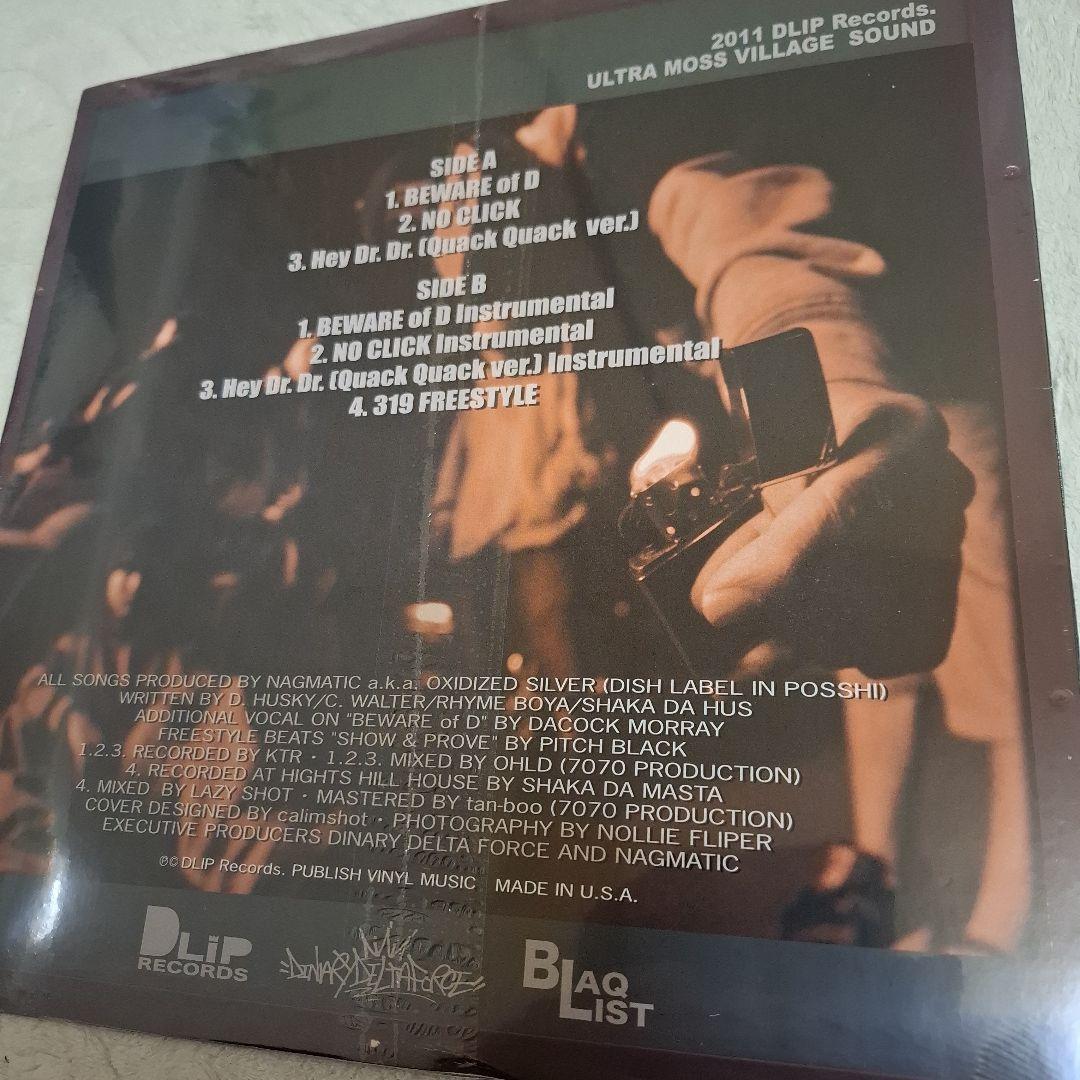 2011 DLiP Records.
ULTRA MOSS VILLAGE SOUND
SIDE A
1. BEWARE of D
2. NO CLICK
3. Hey Dr. Dr. (Quack Quack ver.)
SIDE B
1. BEWARE of D Instrumental
2. NO CLICK Instrumental
3. Hey Dr. Dr. (Quack Quack ver.) Instrumental
4. 319 FREESTYLE
ALL SONGS PRODUCED BY NAGMATIC a.k.a. OXIDIZED SILVER (DISH LABEL IN POSSHI)
WRITTEN BY D. HUSKY/C. WALTER/RHYME BOYA/SHAKA DA HUS
ADDITIONAL VOCAL ON "BEWARE of D" BY DACOCK MORRAY
FREESTYLE BEATS "SHOW & PROVE" BY PITCH BLACK
1.2.3. RECORDED BY KTR・1.2.3. MIXED BY OHLD (7070 PRODUCTION)
4. RECORDED AT HIGHTS HILL HOUSE BY SHAKA DA MASTA
4. MIXED BY LAZY SHOT・MASTERED BY tan-boo (7070 PRODUCTION)
COVER DESIGNED BY calimshot・PHOTOGRAPHY BY NOLLIE FLIPER
EXECUTIVE PRODUCERS DINARY DELTA FORCE AND NAGMATIC
℗© DLiP Records. PUBLISH VINYL MUSIC MADE IN U.S.A.
DLiP
RECORDS
DINARY DELTA FORCE
BLAQ
LIST